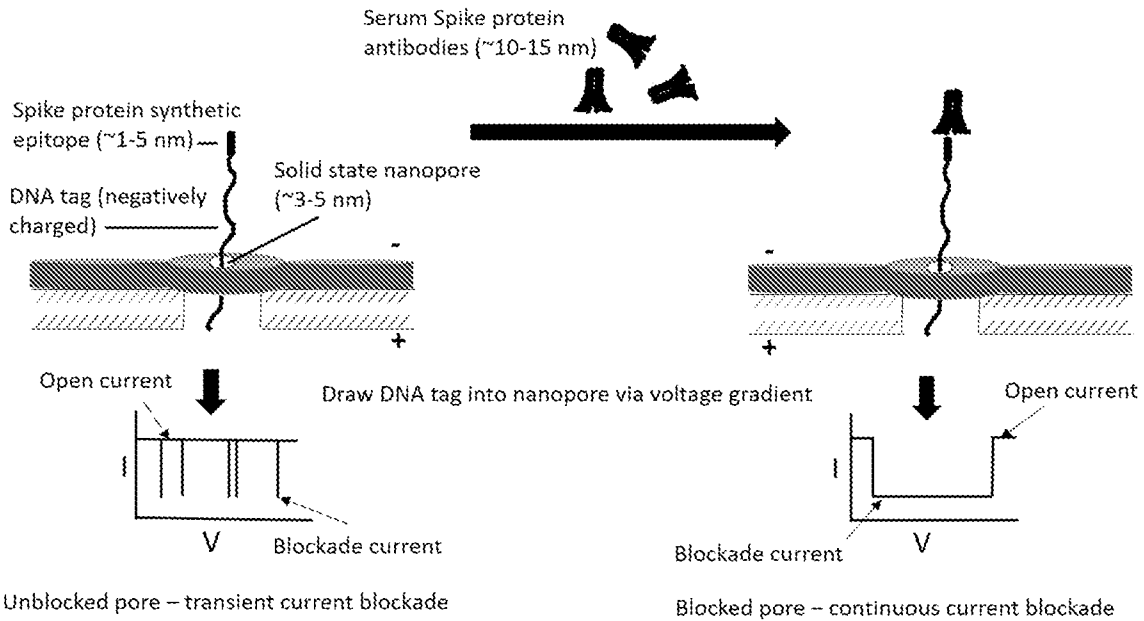 Serum Spike protein
antibodies (~10-15 nm)
Spike protein synthetic
epitope (~1-5 nm)
Solid state nanopore
(~3-5 nm)
DNA tag (negatively
charged)
-
+
-
+
Open current
Draw DNA tag into nanopore via voltage gradient
Open current
I
V
Blockade current
I
V
Blockade current
Unblocked pore – transient current blockade
Blocked pore – continuous current blockade